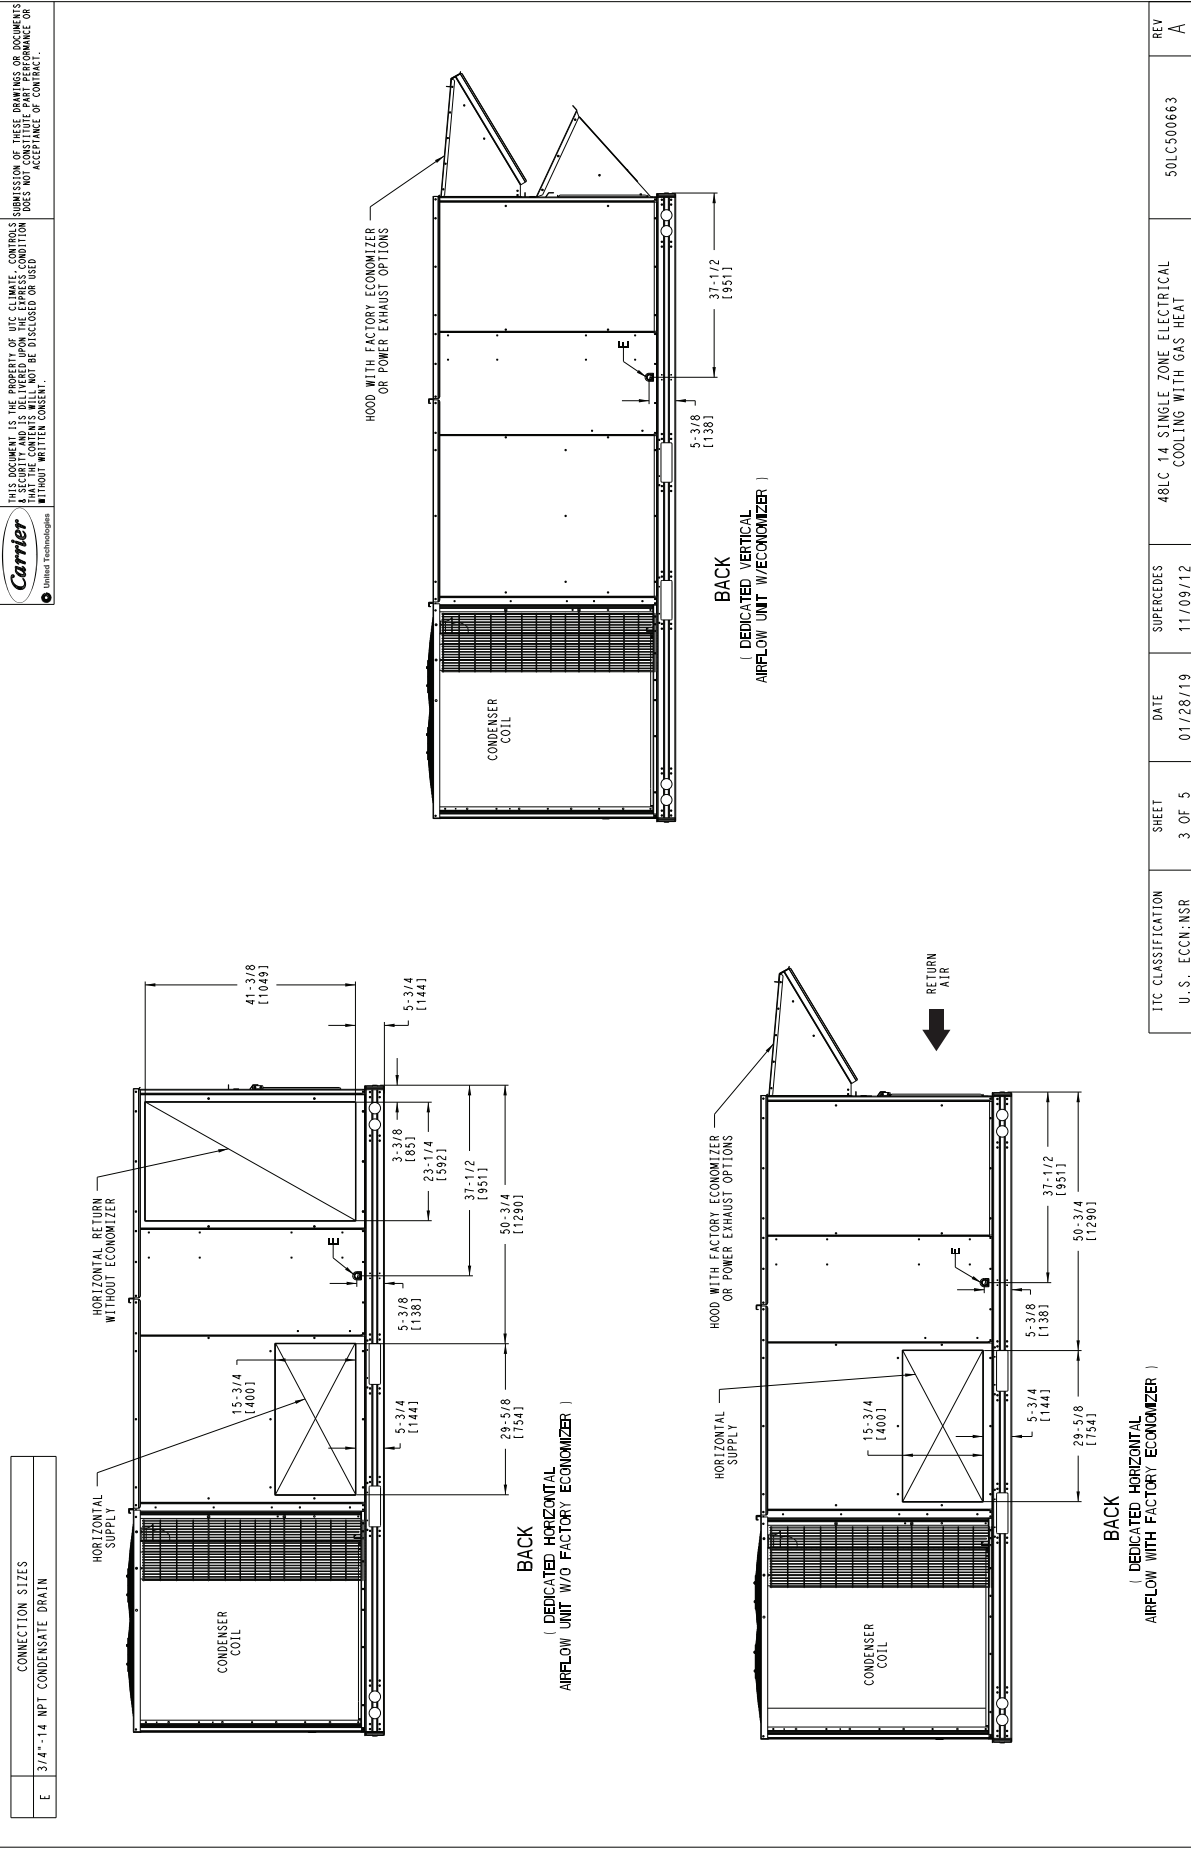 CONNECTION SIZES
E 3/4"-14 NPT CONDENSATE DRAIN
Carrier
United Technologies
THIS DOCUMENT IS THE PROPERTY OF UTC CLIMATE, CONTROLS
& SECURITY AND IS DELIVERED UPON THE EXPRESS CONDITION
THAT THE CONTENTS WILL NOT BE DISCLOSED OR USED
WITHOUT WRITTEN CONSENT.
SUBMISSION OF THESE DRAWINGS OR DOCUMENTS
DOES NOT CONSTITUTE PART PERFORMANCE OR
ACCEPTANCE OF CONTRACT.
HORIZONTAL
SUPPLY
HORIZONTAL RETURN
WITHOUT ECONOMIZER
CONDENSER
COIL
15-3/4
[400]
E
41-3/8
[1049]
5-3/4
[144]
3-3/8
[85]
23-1/4
[592]
37-1/2
[951]
50-3/4
[1290]
5-3/8
[138]
5-3/4
[144]
29-5/8
[754]
BACK
( DEDICATED HORIZONTAL
AIRFLOW UNIT W/O FACTORY ECONOMIZER )
HOOD WITH FACTORY ECONOMIZER
OR POWER EXHAUST OPTIONS
CONDENSER
COIL
E
37-1/2
[951]
5-3/8
[138]
BACK
( DEDICATED VERTICAL
AIRFLOW UNIT W/ECONOMIZER )
HORIZONTAL
SUPPLY
HOOD WITH FACTORY ECONOMIZER
OR POWER EXHAUST OPTIONS
CONDENSER
COIL
15-3/4
[400]
E
RETURN
AIR
37-1/2
[951]
50-3/4
[1290]
5-3/8
[138]
5-3/4
[144]
29-5/8
[754]
BACK
( DEDICATED HORIZONTAL
AIRFLOW WITH FACTORY ECONOMIZER )
ITC CLASSIFICATION
U.S. ECCN:NSR
SHEET
3 OF 5
DATE
01/28/19
SUPERCEDES
11/09/12
48LC 14 SINGLE ZONE ELECTRICAL
COOLING WITH GAS HEAT
50LC500663
REV
A